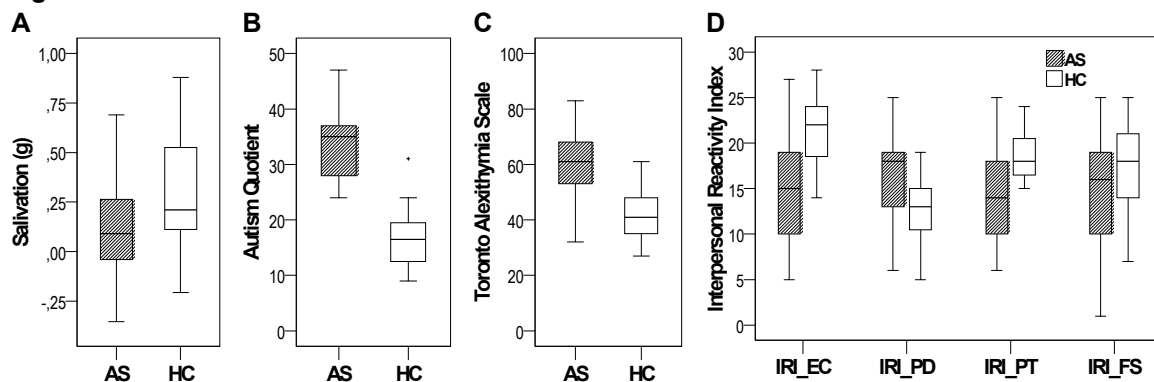 A
B
C
D
Salivation (g)
1,00
,75
,50
,25
,00
-,25
AS
HC
Autism Quotient
50
40
30
20
10
0
AS
HC
Toronto Alexithymia Scale
100
80
60
40
20
0
AS
HC
Interpersonal Reactivity Index
30
25
20
15
10
5
0
AS
HC
IRI_EC
IRI_PD
IRI_PT
IRI_FS